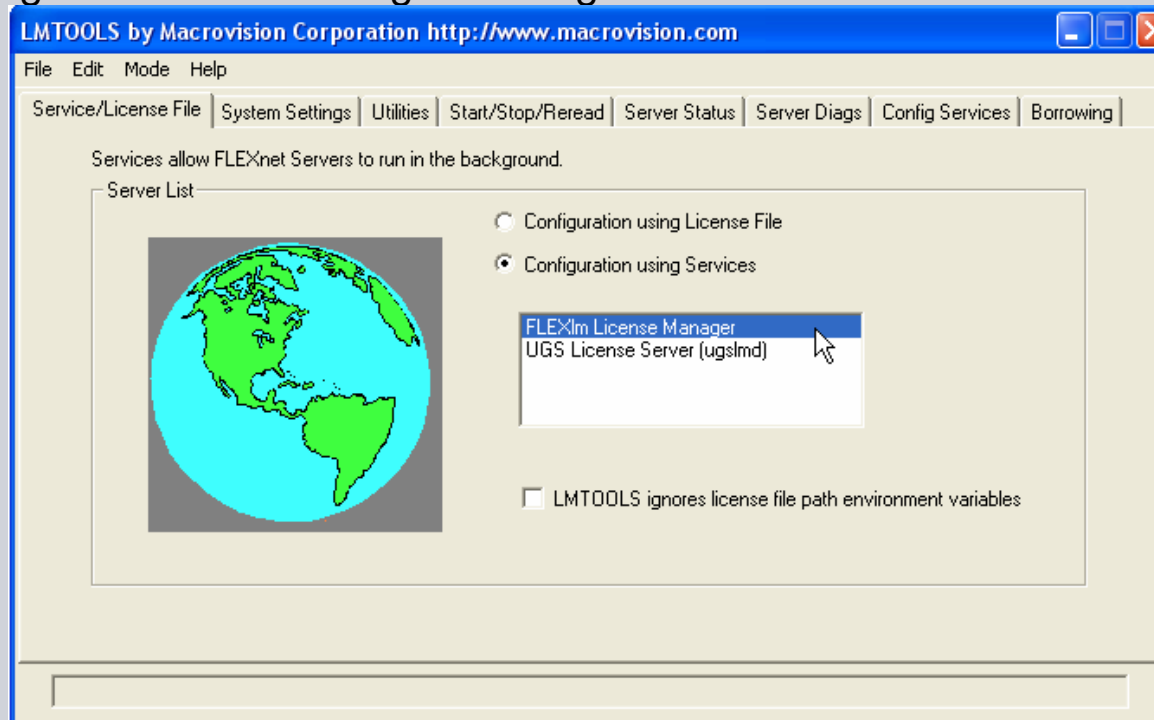 LMTOOLS by Macrovision Corporation http://www.macrovision.com
File Edit Mode Help
Service/License File System Settings Utilities Start/Stop/Reread Server Status Server Diags Config Services Borrowing
Services allow FLEXnet Servers to run in the background.
Server List
Configuration using License File
Configuration using Services
FLEXlm License Manager
UGS License Server (ugslmd)
LMTOOLS ignores license file path environment variables